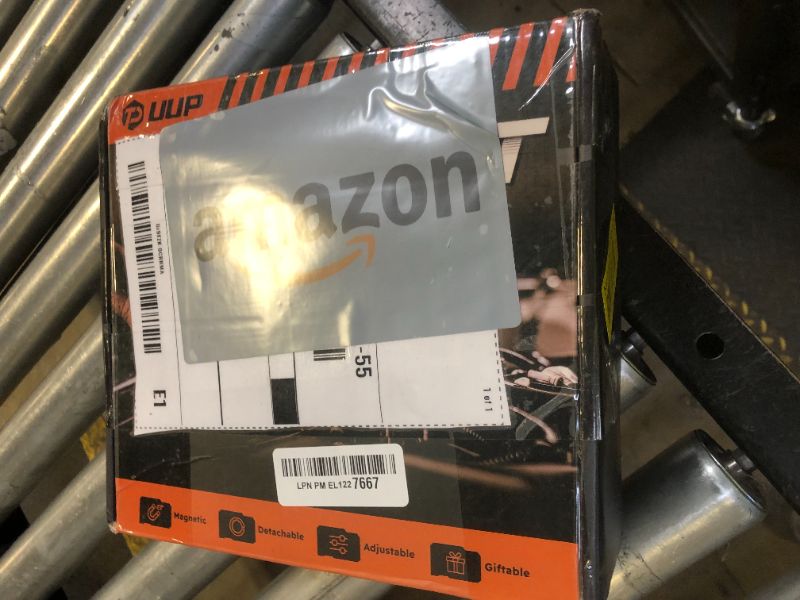 UUP
T
amazon
E1
-55
1 of 1
LPN PM EL122 7667
Magnetic
Detachable
Adjustable
Giftable